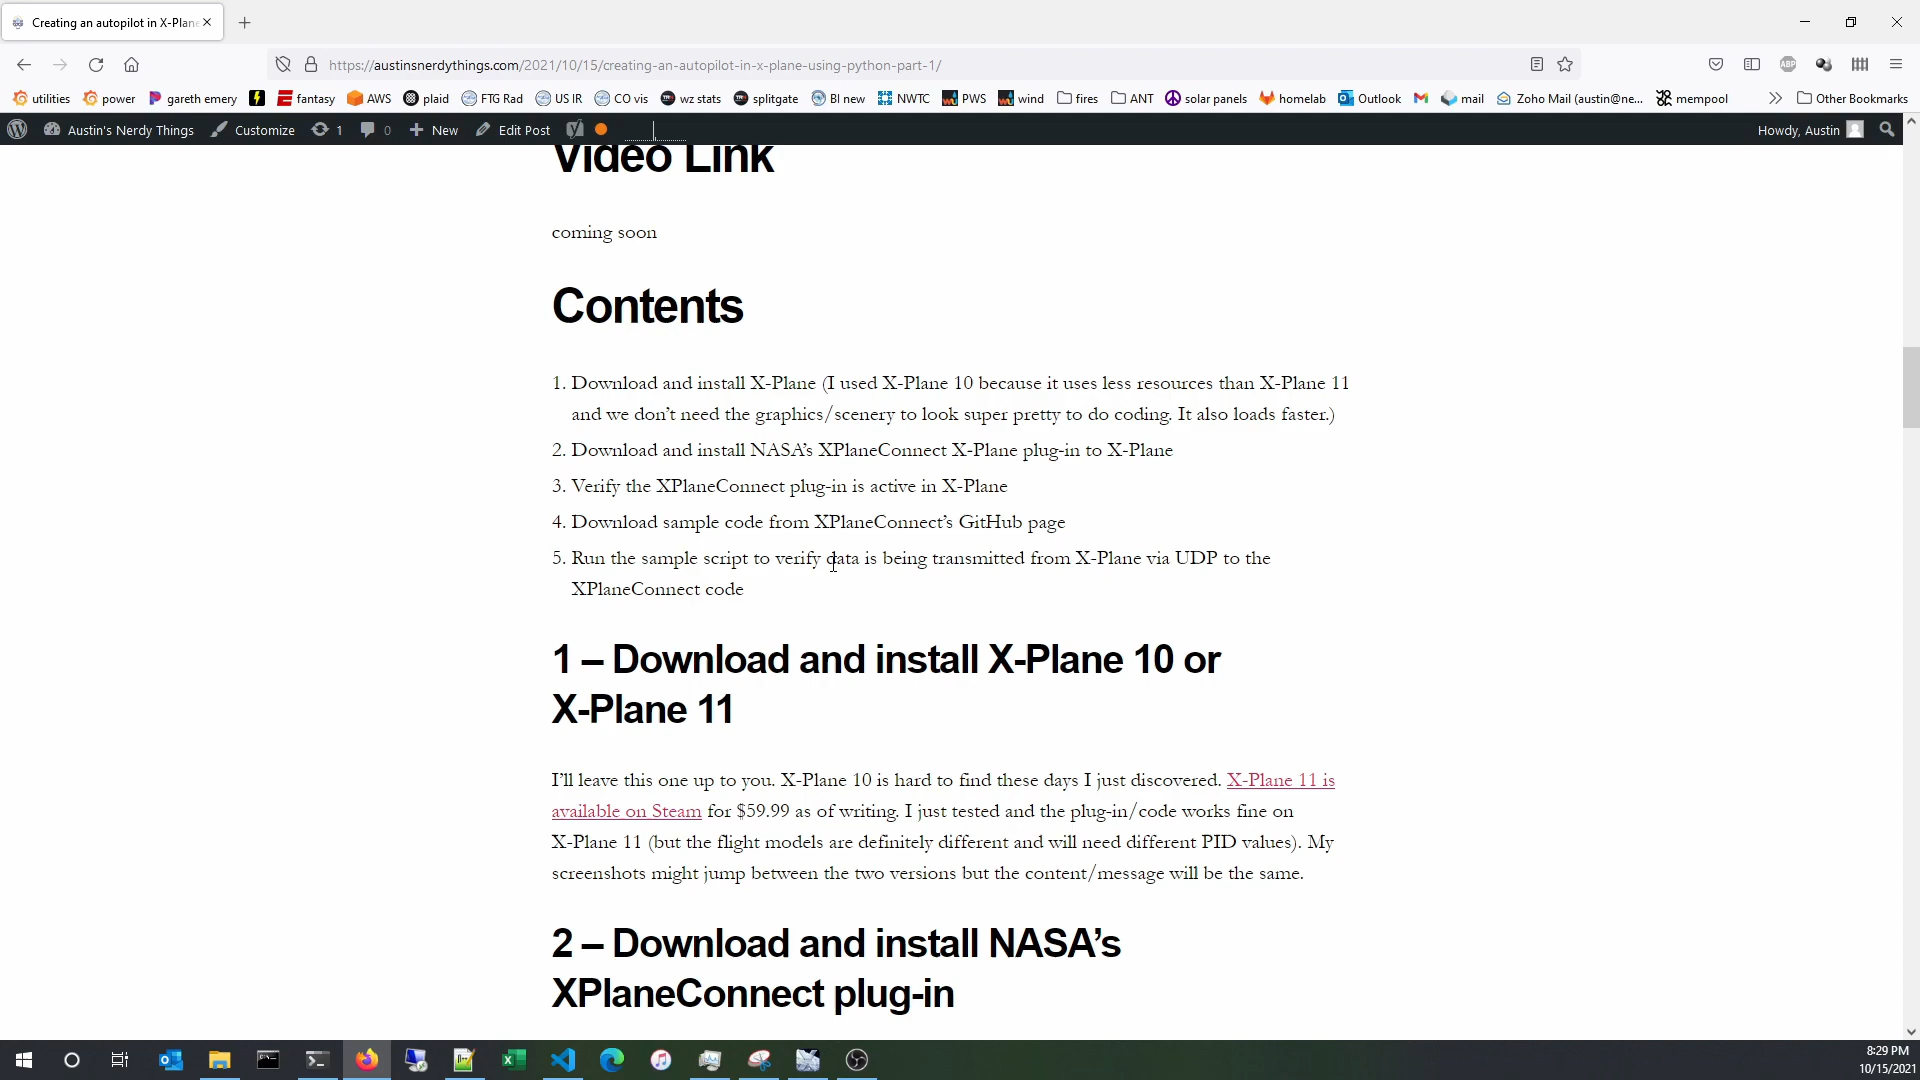 Creating an autopilot in X-Plane
https://austinsnerdythings.com/2021/10/15/creating-an-autopilot-in-x-plane-using-python-part-1/
ABP
utilities power gareth emery fantasy AWS plaid FTG Rad US IR CO vis wz stats splitgate BI new NWTC PWS wind fires ANT solar panels homelab Outlook mail Zoho Mail (austin@ne... mempool Other Bookmarks
Austin's Nerdy Things Customize 1 0 New Edit Post Howdy, Austin
Video Link
coming soon
Contents
1. Download and install X-Plane (I used X-Plane 10 because it uses less resources than X-Plane 11
and we don’t need the graphics/scenery to look super pretty to do coding. It also loads faster.)
2. Download and install NASA’s XPlaneConnect X-Plane plug-in to X-Plane
3. Verify the XPlaneConnect plug-in is active in X-Plane
4. Download sample code from XPlaneConnect’s GitHub page
5. Run the sample script to verify data is being transmitted from X-Plane via UDP to the
XPlaneConnect code
1 – Download and install X-Plane 10 or
X-Plane 11
I’ll leave this one up to you. X-Plane 10 is hard to find these days I just discovered. X-Plane 11 is
available on Steam for $59.99 as of writing. I just tested and the plug-in/code works fine on
X-Plane 11 (but the flight models are definitely different and will need different PID values). My
screenshots might jump between the two versions but the content/message will be the same.
2 – Download and install NASA’s
XPlaneConnect plug-in
8:29 PM
10/15/2021